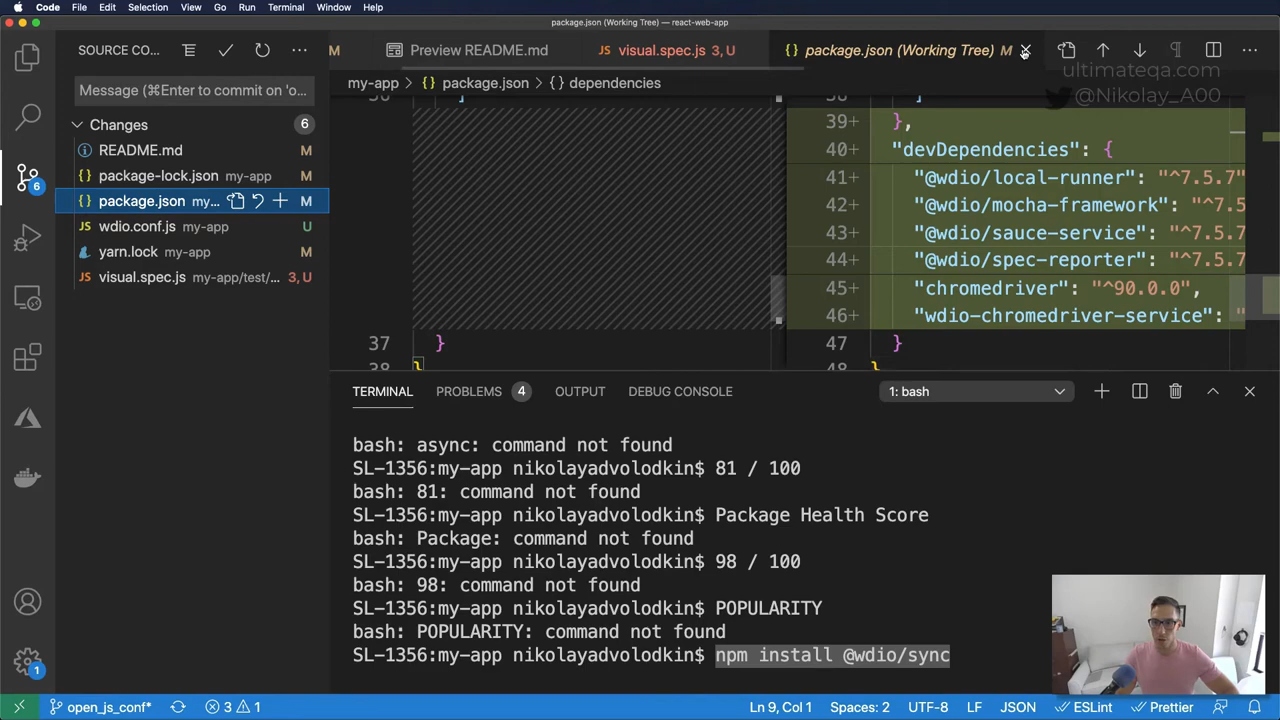 Code File Edit Selection View Go Run Terminal Window Help
package.json (Working Tree) — react-web-app
SOURCE CO...
M
Preview README.md
visual.spec.js 3, U
package.json (Working Tree) M
ultimateqa.com
@Nikolay_A00
Message (⌘Enter to commit on 'o...
my-app > package.json > dependencies
Changes 6
README.md M
package-lock.json my-app M
package.json my... M
wdio.conf.js my-app U
yarn.lock my-app M
visual.spec.js my-app/test/... 3, U
6
1
36 ]
37 }
38 }
38 ]
39+ },
40+ "devDependencies": {
41+ "@wdio/local-runner": "^7.5.7"
42+ "@wdio/mocha-framework": "^7.5
43+ "@wdio/sauce-service": "^7.5.7
44+ "@wdio/spec-reporter": "^7.5.7
45+ "chromedriver": "^90.0.0",
46+ "wdio-chromedriver-service": "
47 }
48 }
TERMINAL PROBLEMS 4 OUTPUT DEBUG CONSOLE 1: bash
bash: async: command not found
SL-1356:my-app nikolayadvolodkin$ 81 / 100
bash: 81: command not found
SL-1356:my-app nikolayadvolodkin$ Package Health Score
bash: Package: command not found
SL-1356:my-app nikolayadvolodkin$ 98 / 100
bash: 98: command not found
SL-1356:my-app nikolayadvolodkin$ POPULARITY
bash: POPULARITY: command not found
SL-1356:my-app nikolayadvolodkin$ npm install @wdio/sync
open_js_conf* 3 1 Ln 9, Col 1 Spaces: 2 UTF-8 LF JSON ESLint Prettier